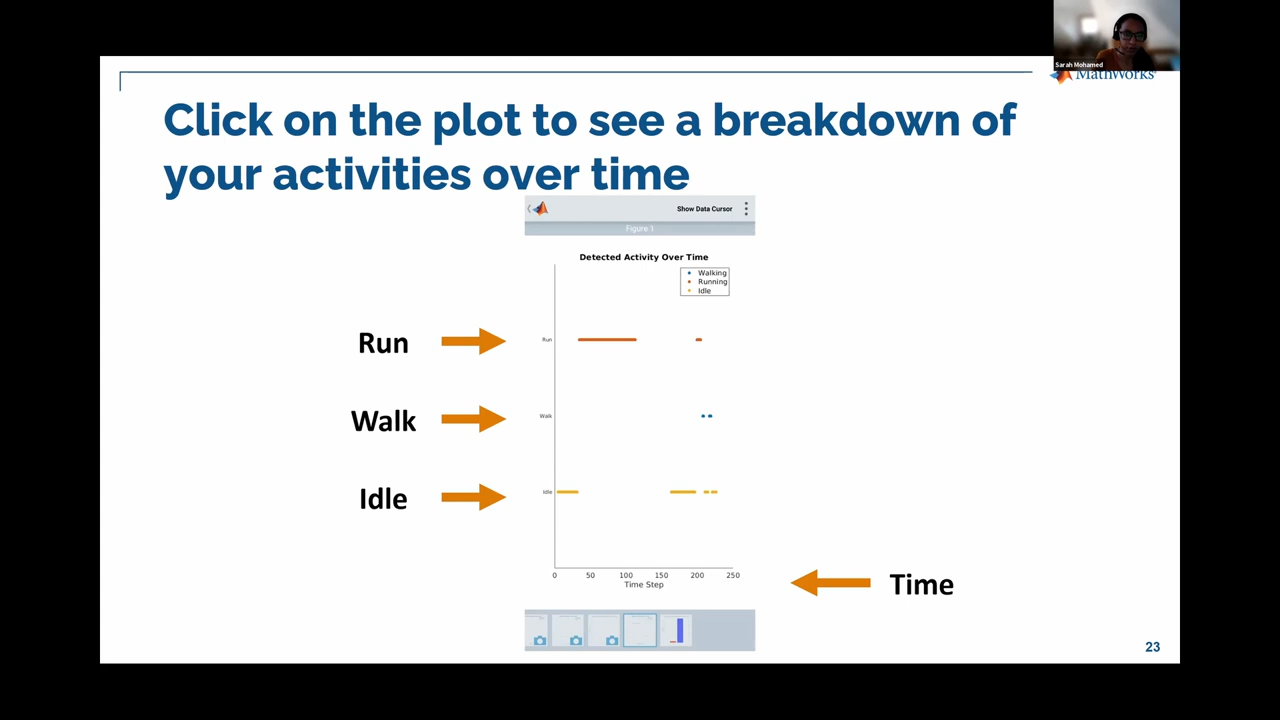 Sarah Mohamed
MathWorks
Click on the plot to see a breakdown of
your activities over time
Show Data Cursor
Figure 1
Detected Activity Over Time
Walking
Running
Idle
Run
Run
Walk
Walk
Idle
Idle
0 50 100 150 200 250
Time Step
Time
23